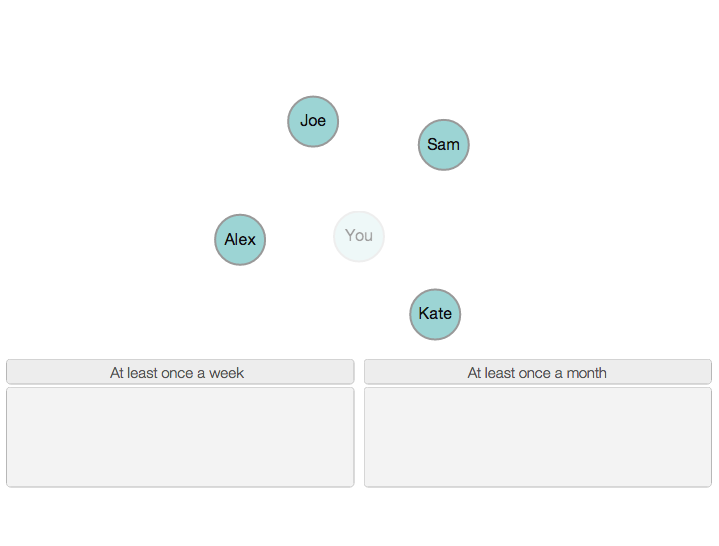 Joe
Sam
Alex
You
Kate
At least once a week
At least once a month